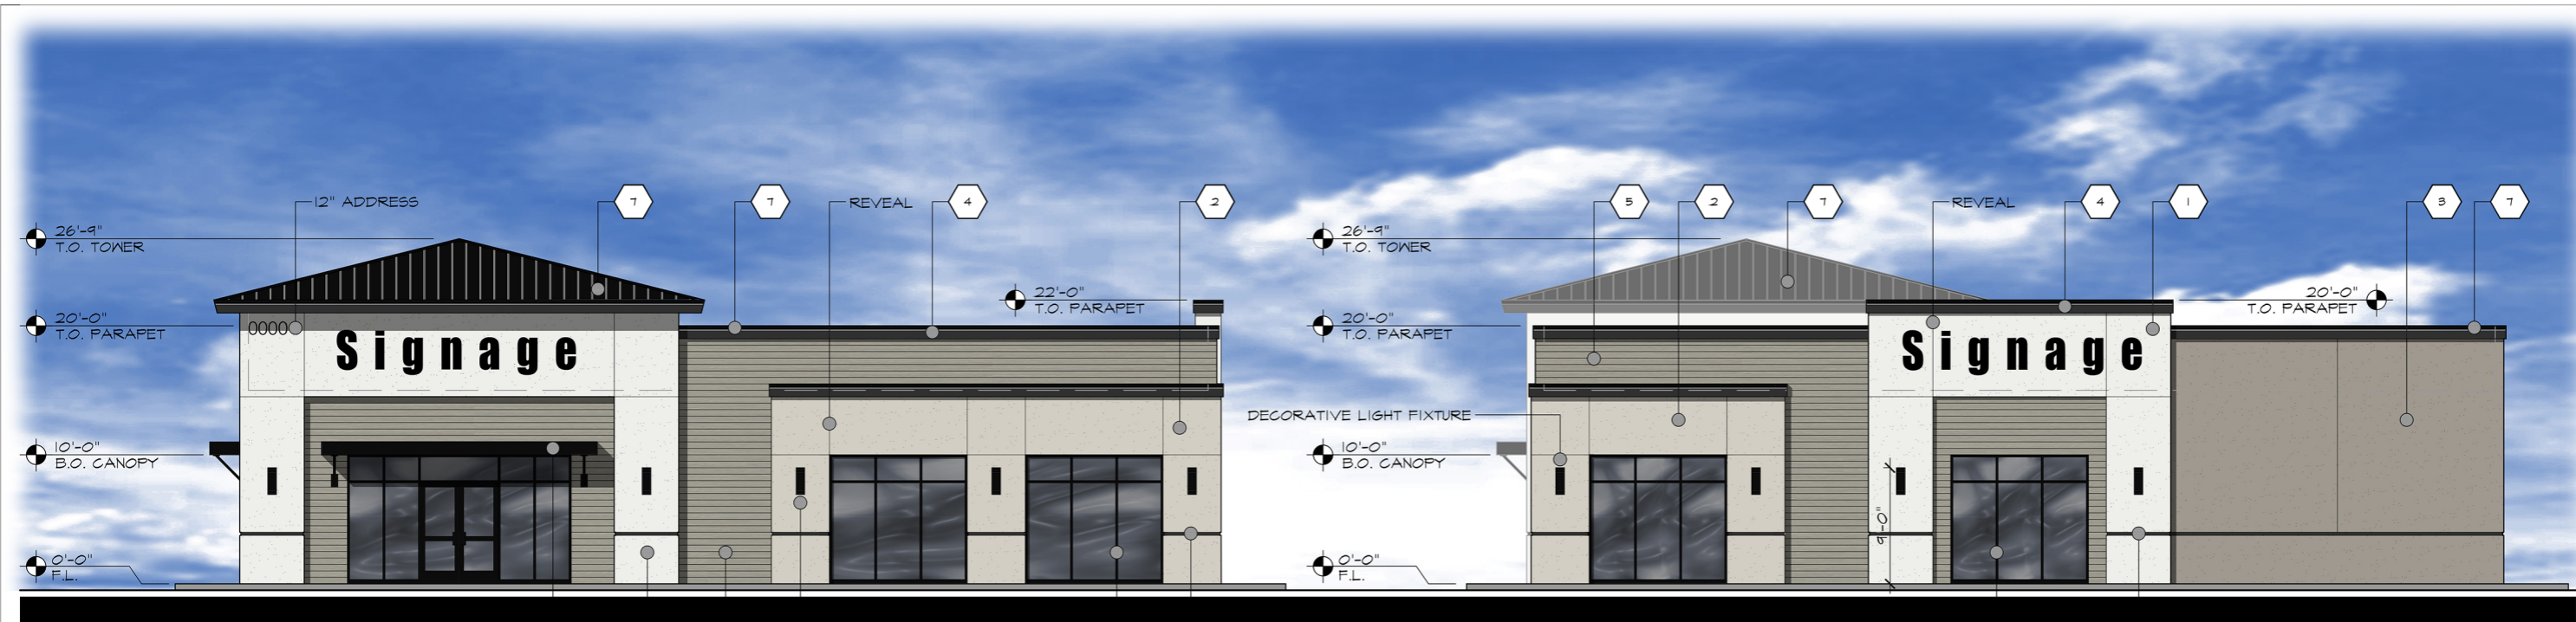 12" ADDRESS
7
7
REVEAL
4
2
26'-9"
T.O. TOWER
22'-0"
T.O. PARAPET
20'-0"
T.O. PARAPET
0000
Signage
10'-0"
B.O. CANOPY
0'-0"
F.L.
5
2
7
REVEAL
4
1
3
7
26'-9"
T.O. TOWER
20'-0"
T.O. PARAPET
20'-0"
T.O. PARAPET
Signage
DECORATIVE LIGHT FIXTURE
10'-0"
B.O. CANOPY
9'-0"
0'-0"
F.L.